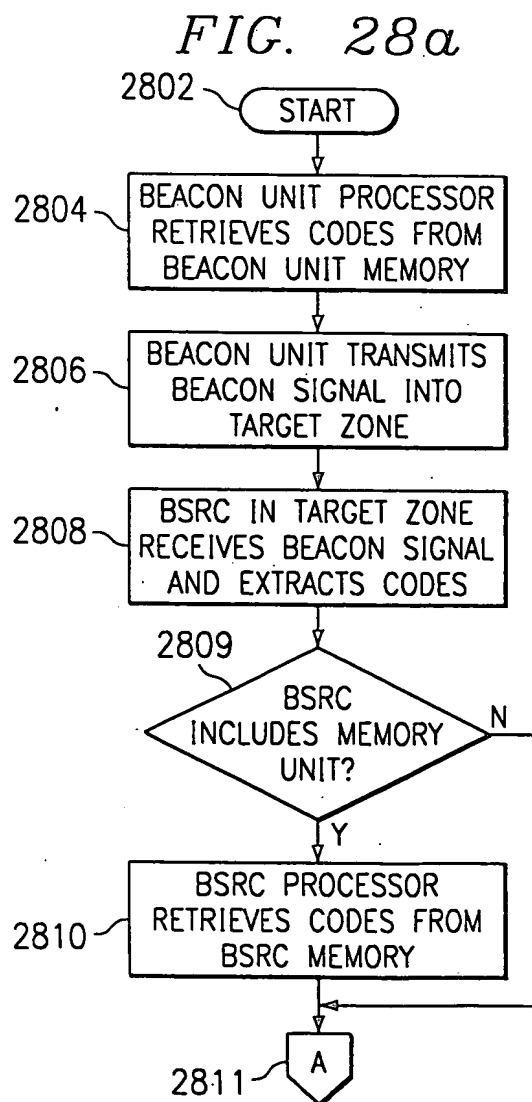 FIG. 28a
2802
START
2804
BEACON UNIT PROCESSOR
RETRIEVES CODES FROM
BEACON UNIT MEMORY
2806
BEACON UNIT TRANSMITS
BEACON SIGNAL INTO
TARGET ZONE
2808
BSRC IN TARGET ZONE
RECEIVES BEACON SIGNAL
AND EXTRACTS CODES
2809
BSRC
INCLUDES MEMORY
UNIT?
N
Y
2810
BSRC PROCESSOR
RETRIEVES CODES FROM
BSRC MEMORY
A
2811